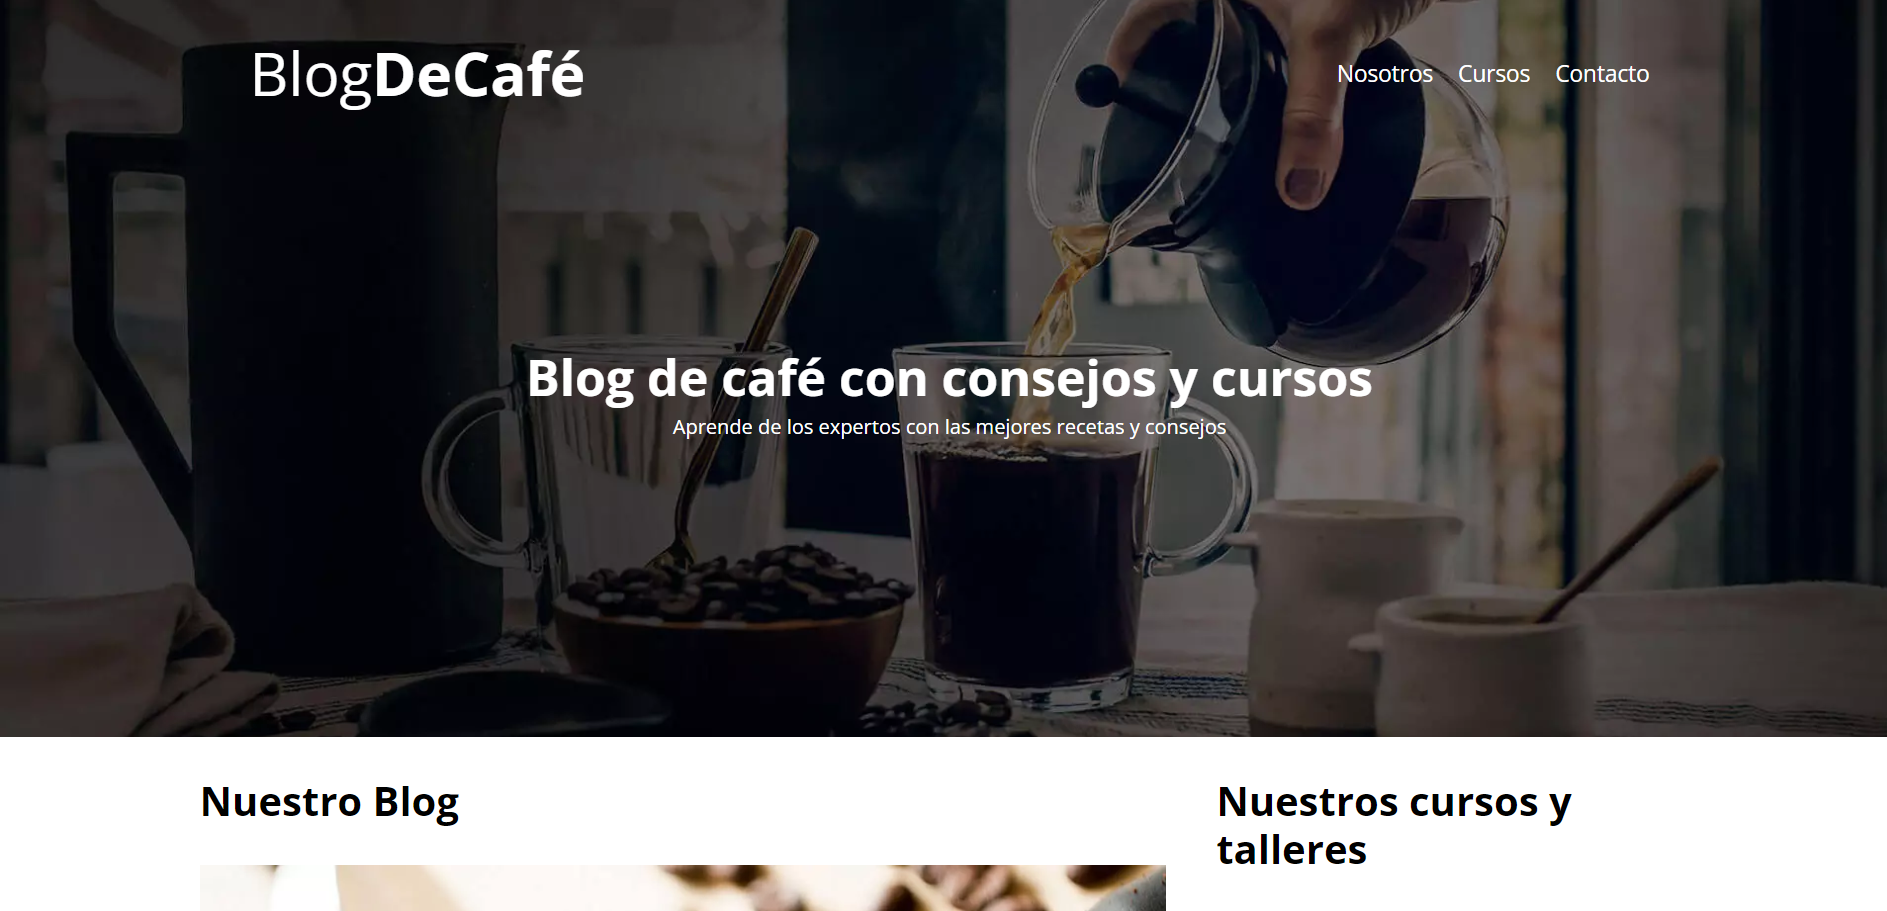 BlogDeCafé
Nosotros Cursos Contacto
Blog de café con consejos y cursos
Aprende de los expertos con las mejores recetas y consejos
Nuestro Blog
Nuestros cursos y
talleres